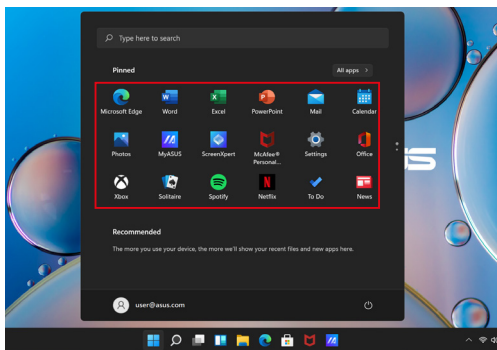 Type here to search
Pinned
All apps >
Microsoft Edge Word Excel PowerPoint Mail Calendar
Photos MyASUS ScreenXpert McAfee® Personal... Settings Office
Xbox Solitaire Spotify Netflix To Do News
Recommended
The more you use your device, the more we'll show your recent files and new apps here.
user@asus.com